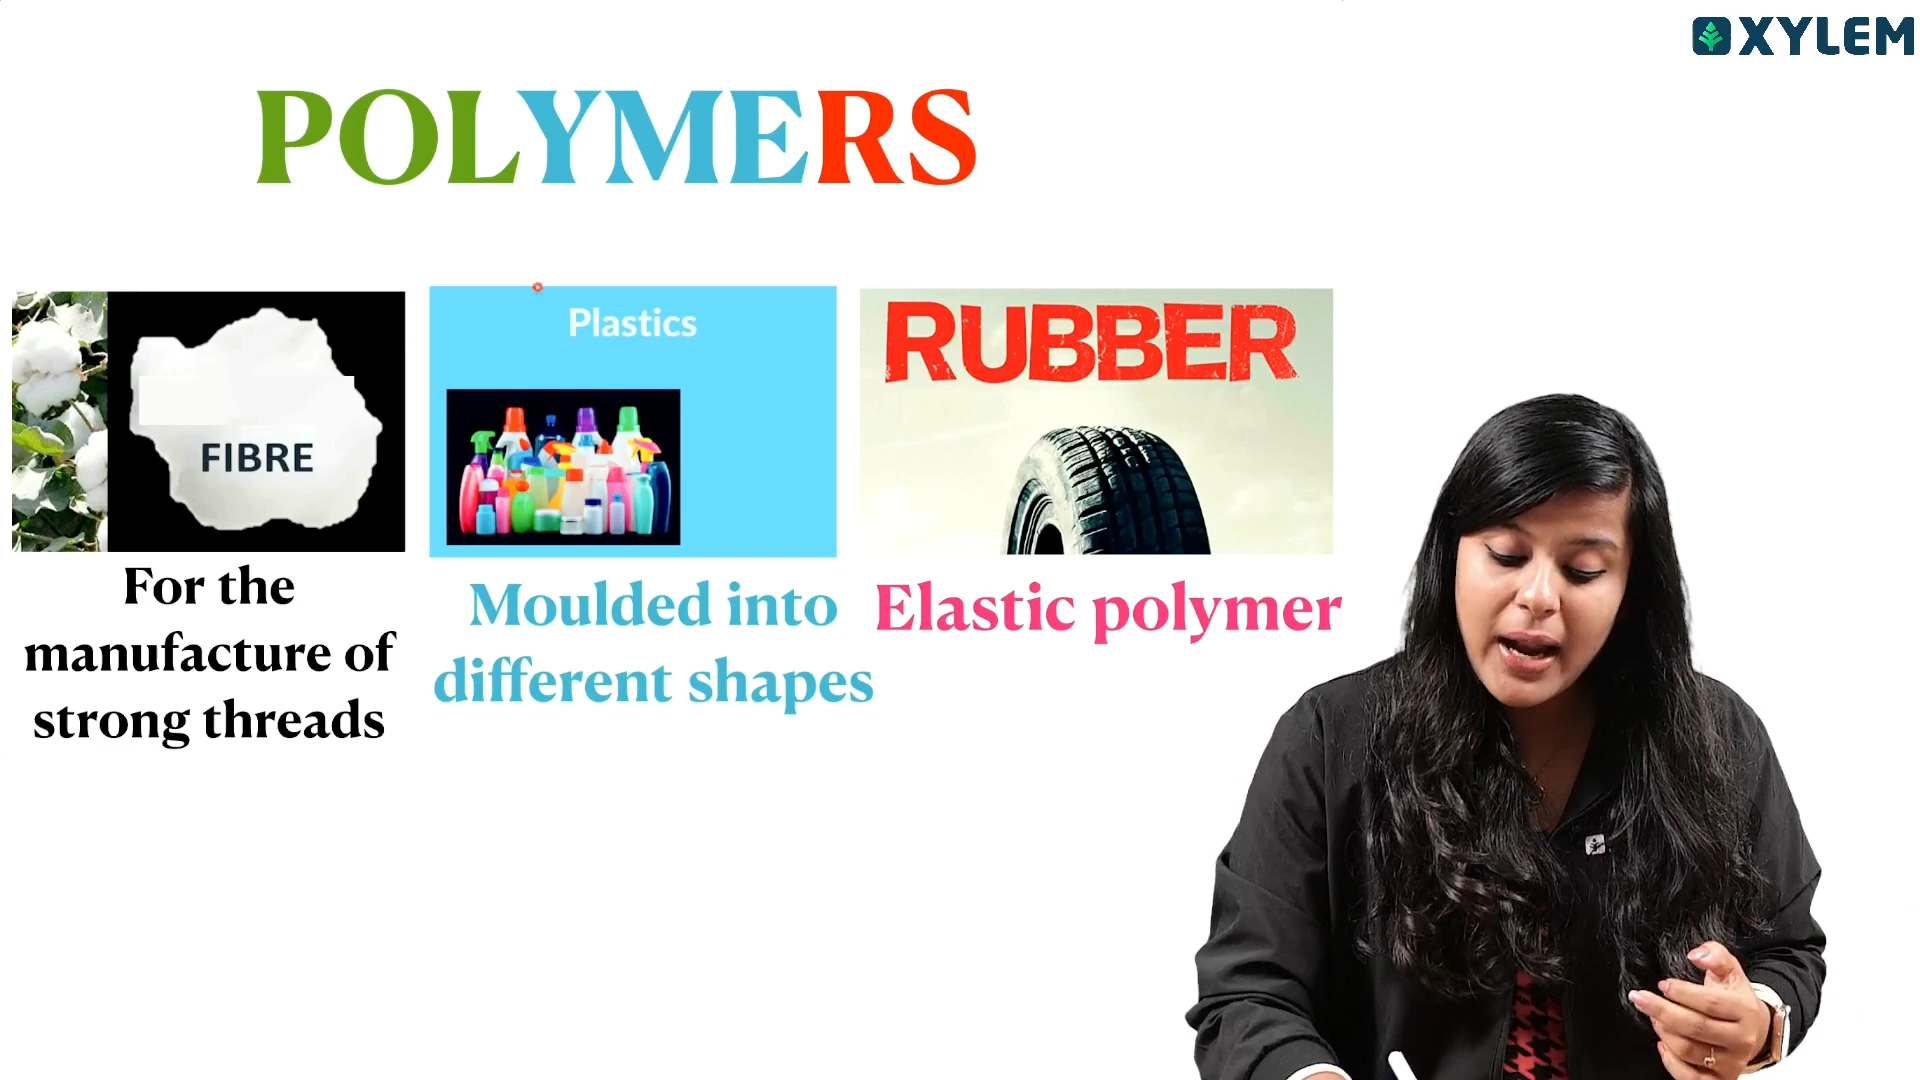 XYLEM
POLYMERS
FIBRE
For the
manufacture of
strong threads
Plastics
Moulded into
different shapes
RUBBER
Elastic polymer